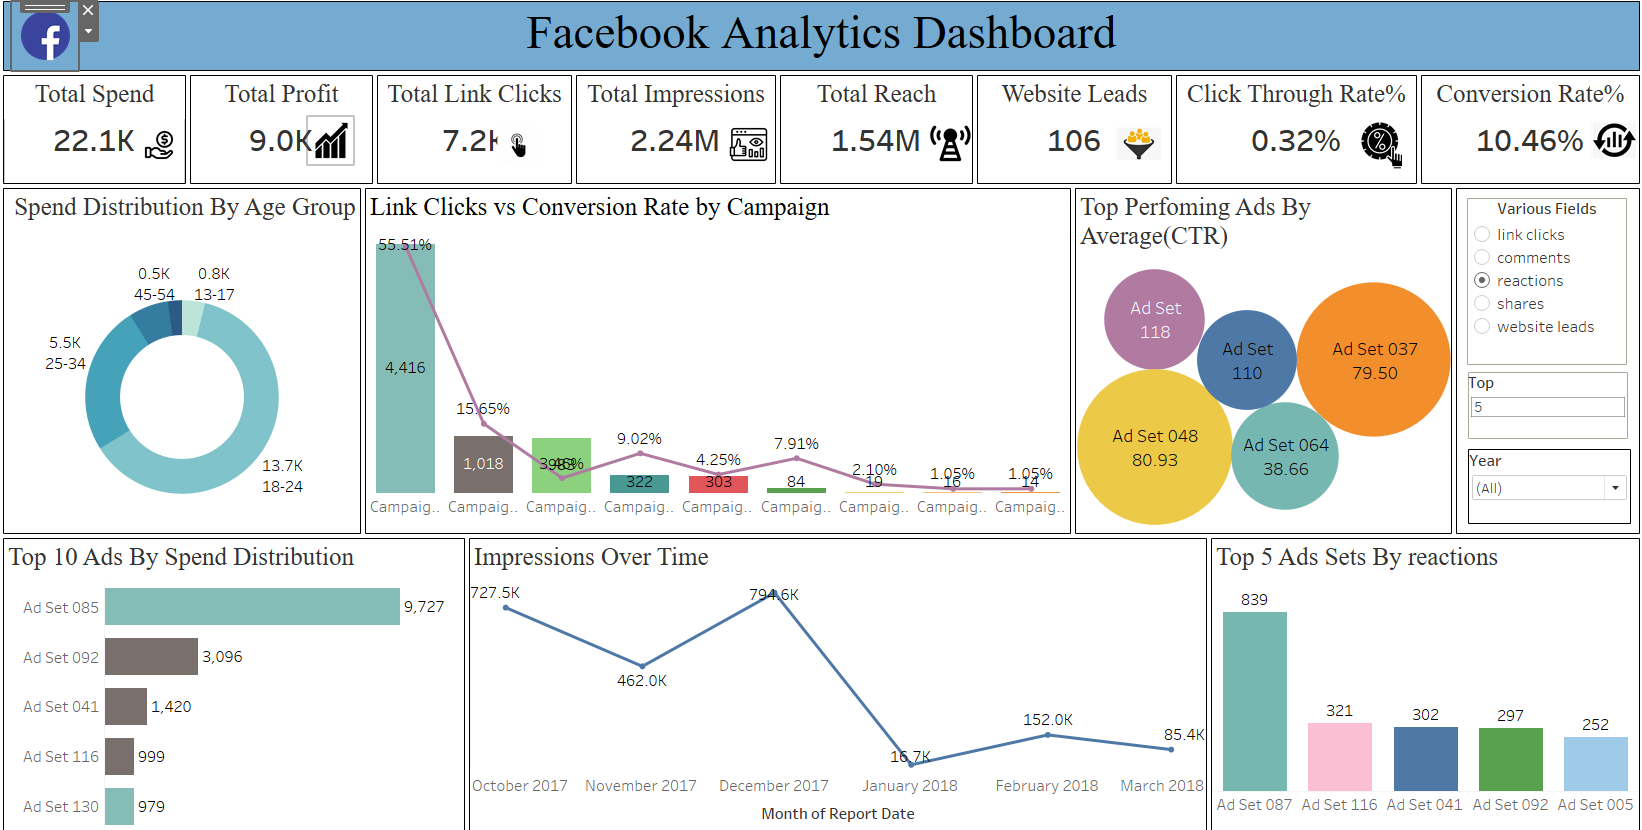 Facebook Analytics Dashboard
Total Spend
22.1K
Total Profit
9.0K
Total Link Clicks
7.2K
Total Impressions
2.24M
Total Reach
1.54M
Website Leads
106
Click Through Rate%
0.32%
Conversion Rate%
10.46%
Spend Distribution By Age Group
0.5K
45-54
0.8K
13-17
5.5K
25-34
13.7K
18-24
Link Clicks vs Conversion Rate by Campaign
55.51%
4,416
15.65%
1,018
9.02%
322
4.25%
303
7.91%
84
2.10%
19
1.05%
16
1.05%
14
Campaig.. Campaig.. Campaig.. Campaig.. Campaig.. Campaig.. Campaig.. Campaig.. Campaig..
Top Perfoming Ads By
Average(CTR)
Ad Set
118
Ad Set
110
Ad Set 037
79.50
Ad Set 048
80.93
Ad Set 064
38.66
Various Fields
link clicks
comments
reactions
shares
website leads
Top
5
Year
(All)
Top 10 Ads By Spend Distribution
Ad Set 085 9,727
Ad Set 092 3,096
Ad Set 041 1,420
Ad Set 116 999
Ad Set 130 979
Impressions Over Time
727.5K
462.0K
794.6K
16.7K
152.0K
85.4K
October 2017 November 2017 December 2017 January 2018 February 2018 March 2018
Month of Report Date
Top 5 Ads Sets By reactions
839
321
302
297
252
Ad Set 087 Ad Set 116 Ad Set 041 Ad Set 092 Ad Set 005